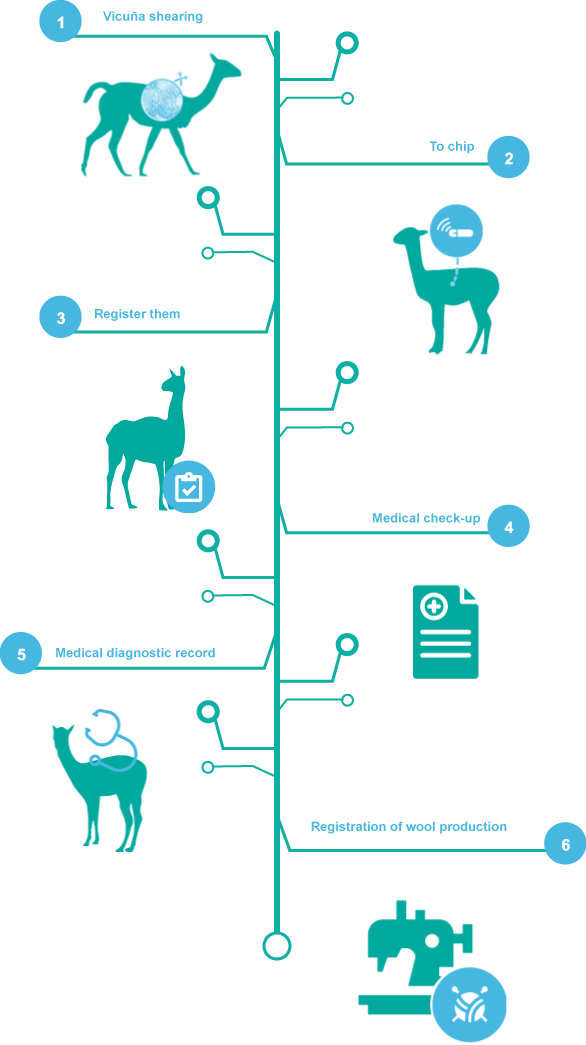 1
Vicuña shearing
To chip
2
3
Register them
Medical check-up
4
5
Medical diagnostic record
Registration of wool production
6